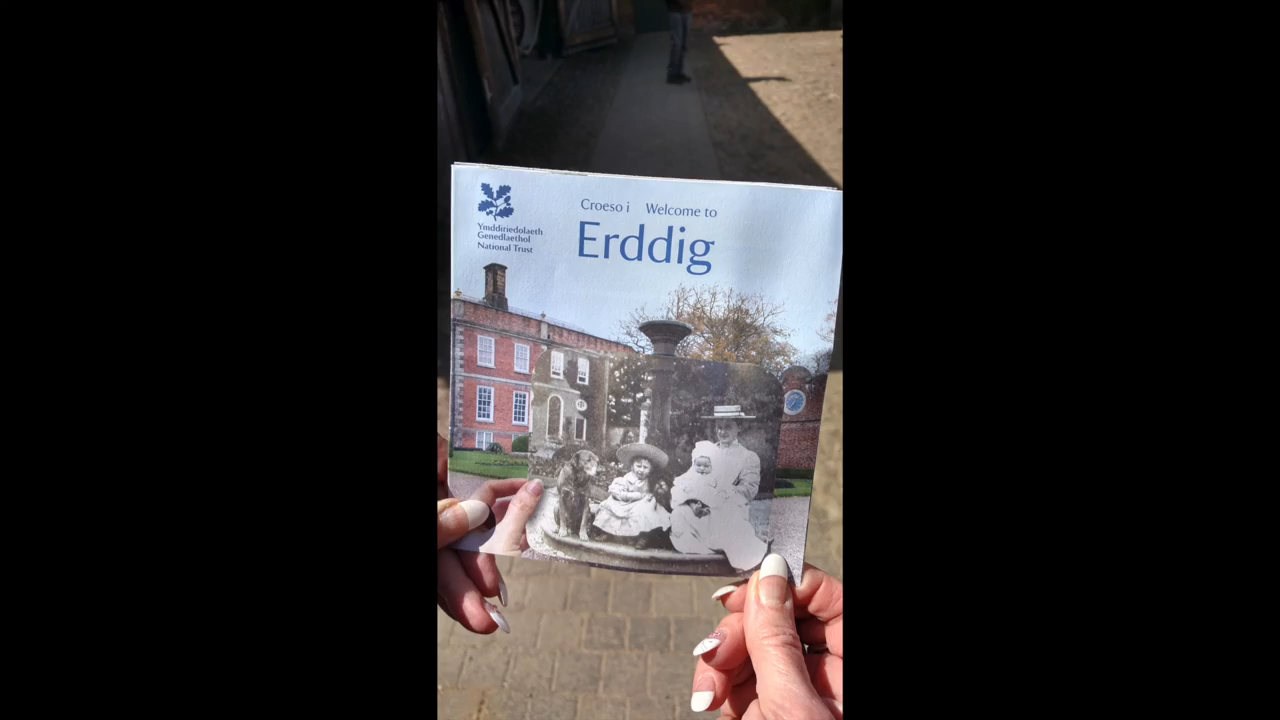 Croeso i Welcome to
Erddig
Ymddiriedolaeth
Genedlaethol
National Trust